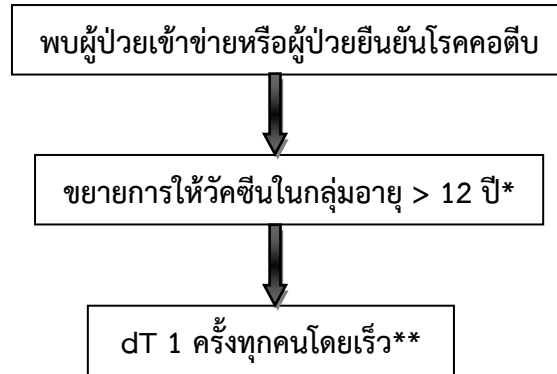 พบผู้ป่วยเข้าข่ายหรือผู้ป่วยยืนยันโรคคอตีบ
ขยายการให้วัคซีนในกลุ่มอายุ > 12 ปี*
dT 1 ครั้งทุกคนโดยเร็ว**